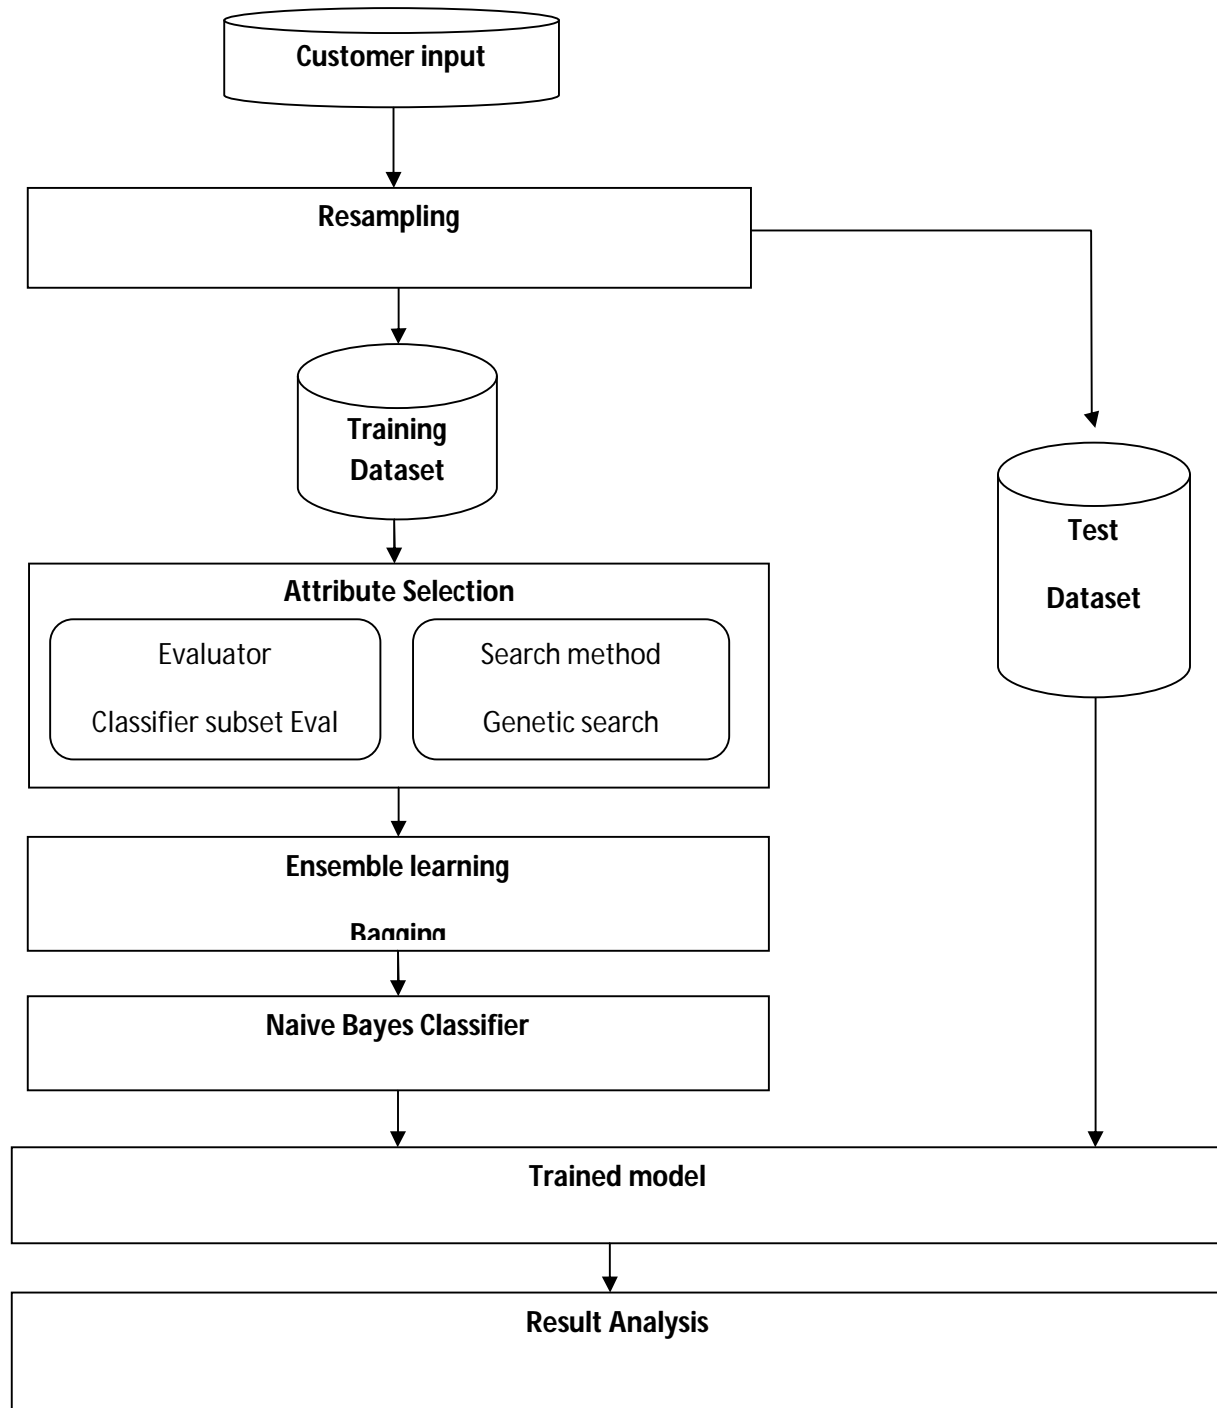 Customer input
Resampling
Training
Dataset
Test
Dataset
Attribute Selection
Evaluator
Classifier subset Eval
Search method
Genetic search
Ensemble learning
Bagging
Naive Bayes Classifier
Trained model
Result Analysis